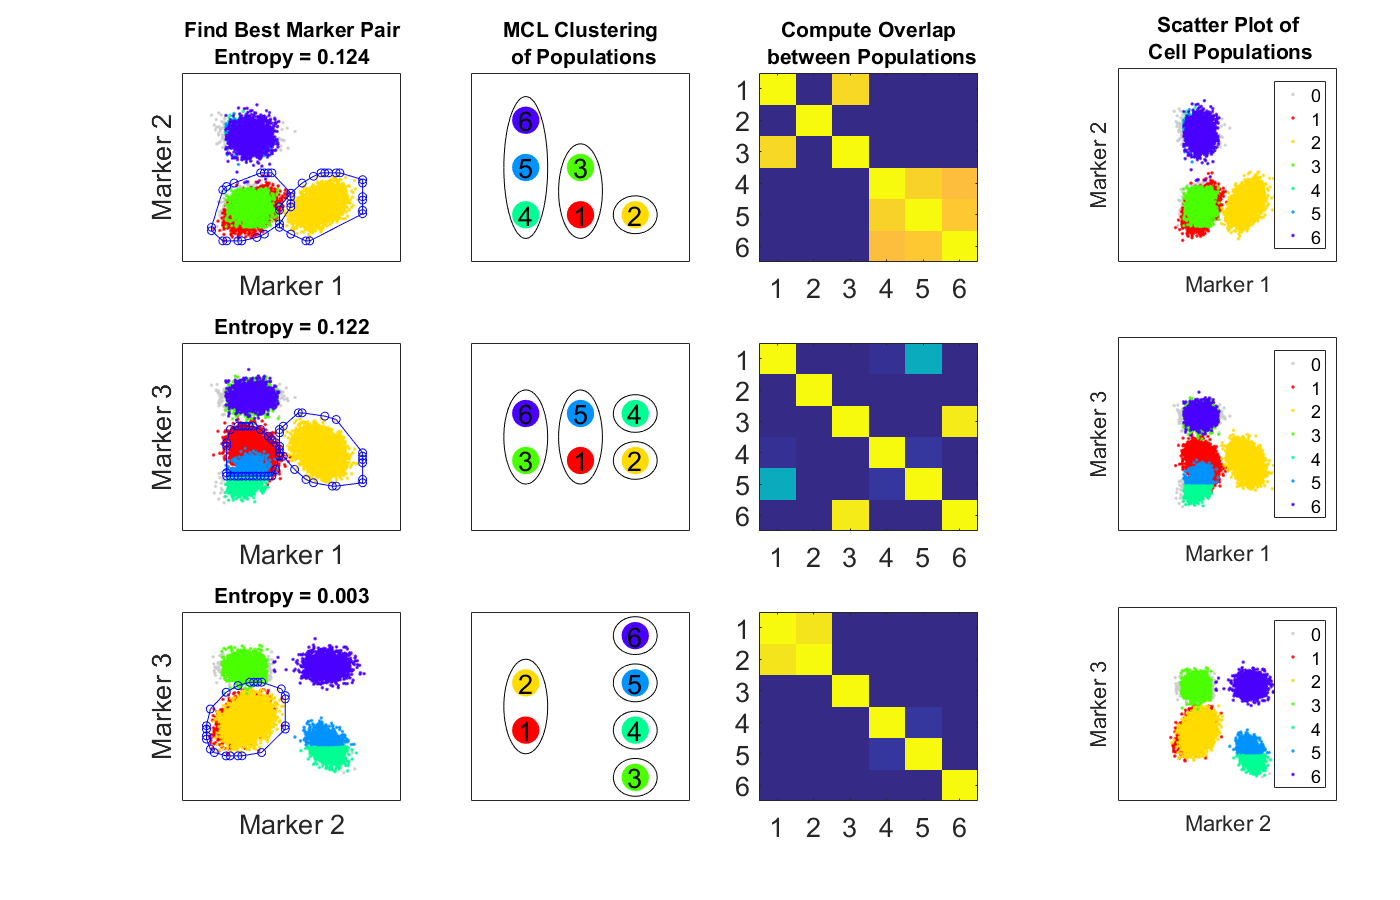 Find Best Marker Pair
Entropy = 0.124
MCL Clustering
of Populations
Compute Overlap
between Populations
Scatter Plot of
Cell Populations
Marker 2
Marker 1
6
5
4
3
1
2
1
2
3
4
5
6
1 2 3 4 5 6
Marker 2
Marker 1
0
1
2
3
4
5
6
Entropy = 0.122
Marker 3
Marker 1
6
3
5
1
4
2
1
2
3
4
5
6
1 2 3 4 5 6
Marker 3
Marker 1
0
1
2
3
4
5
6
Entropy = 0.003
Marker 3
Marker 2
2
1
6
5
4
3
1
2
3
4
5
6
1 2 3 4 5 6
Marker 3
Marker 2
0
1
2
3
4
5
6